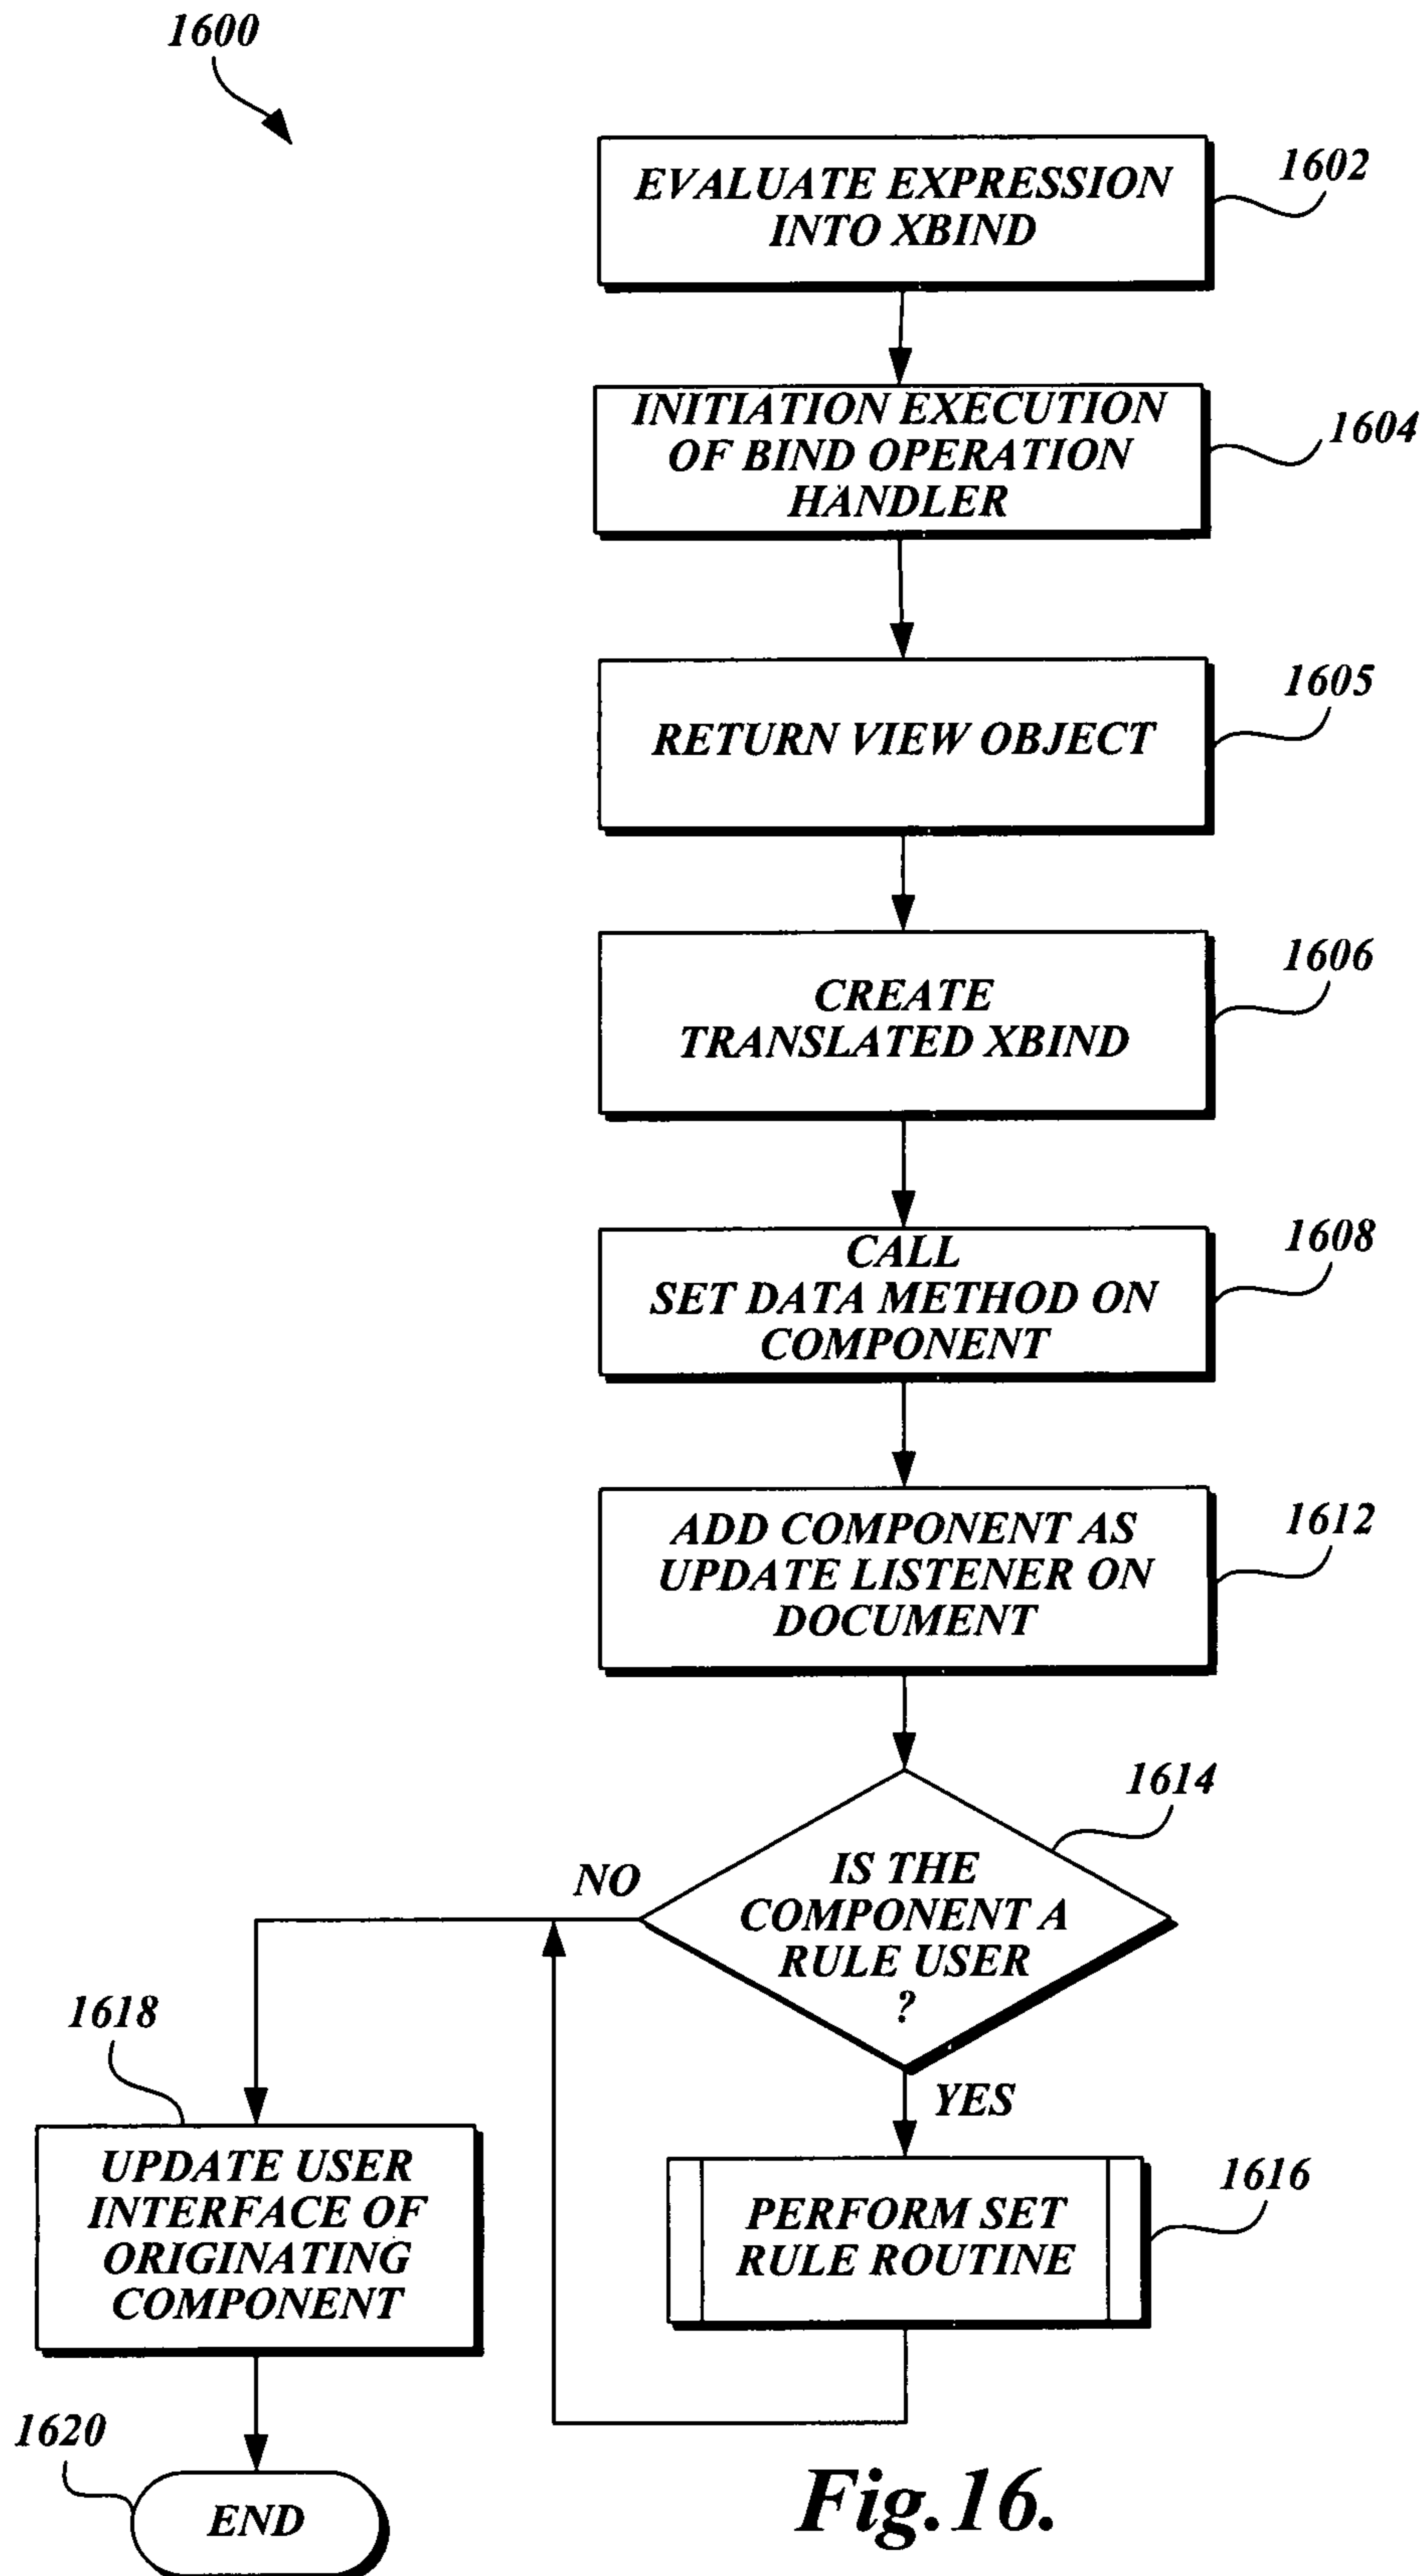 1600
EVALUATE EXPRESSION
INTO XBIND
1602
INITIATION EXECUTION
OF BIND OPERATION
HANDLER
1604
RETURN VIEW OBJECT
1605
CREATE
TRANSLATED XBIND
1606
CALL
SET DATA METHOD ON
COMPONENT
1608
ADD COMPONENT AS
UPDATE LISTENER ON
DOCUMENT
1612
IS THE
COMPONENT A
RULE USER
?
1614
NO
YES
PERFORM SET
RULE ROUTINE
1616
1618
UPDATE USER
INTERFACE OF
ORIGINATING
COMPONENT
1620
END
Fig.16.